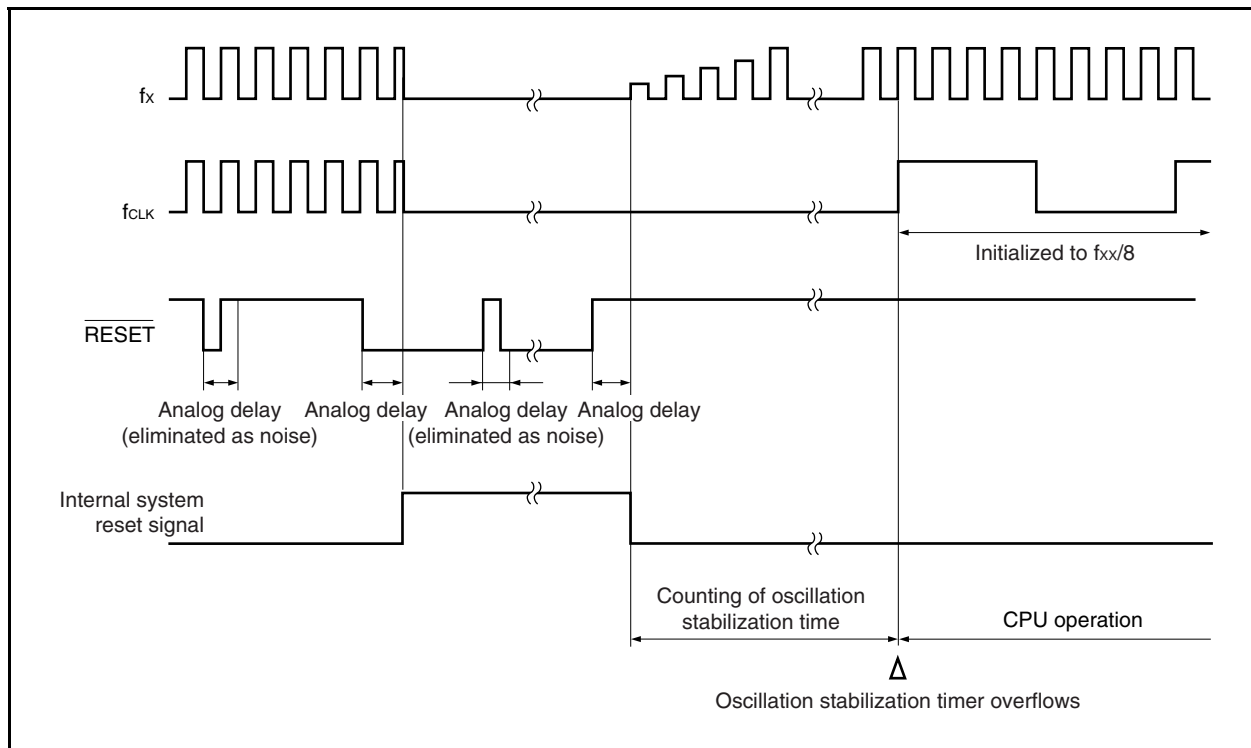 fX
fCLK
Initialized to fXX/8
RESET
Analog delay
(eliminated as noise)
Analog delay
Analog delay
(eliminated as noise)
Analog delay
Internal system
reset signal
Counting of oscillation
stabilization time
CPU operation
Oscillation stabilization timer overflows